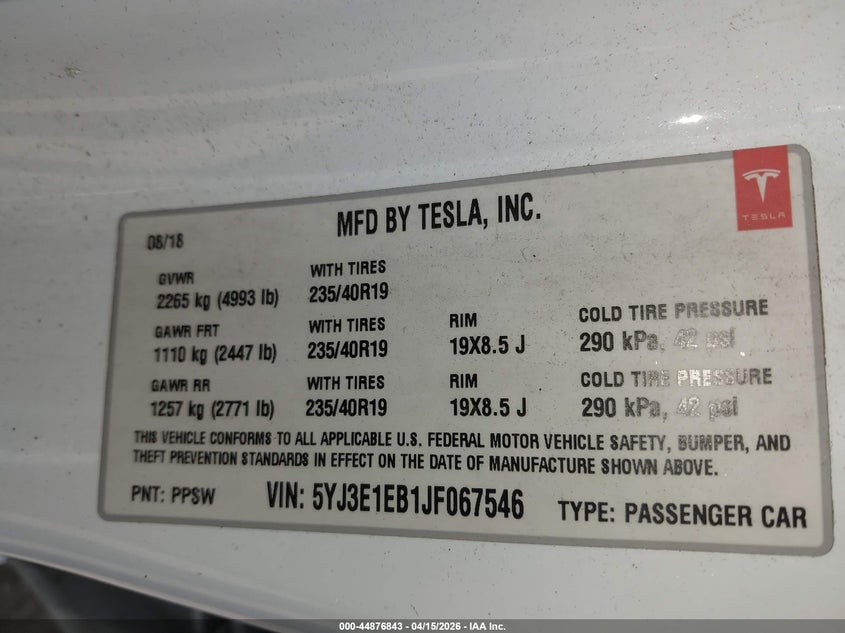 TESLA
MFD BY TESLA, INC.
08/18
GVWR WITH TIRES
2265 kg (4993 lb) 235/40R19
GAWR FRT WITH TIRES RIM COLD TIRE PRESSURE
1110 kg (2447 lb) 235/40R19 19X8.5 J 290 kPa, 42 psi
GAWR RR WITH TIRES RIM COLD TIRE PRESSURE
1257 kg (2771 lb) 235/40R19 19X8.5 J 290 kPa, 42 psi
THIS VEHICLE CONFORMS TO ALL APPLICABLE U.S. FEDERAL MOTOR VEHICLE SAFETY, BUMPER, AND
THEFT PREVENTION STANDARDS IN EFFECT ON THE DATE OF MANUFACTURE SHOWN ABOVE.
PNT: PPSW VIN: 5YJ3E1EB1JF067546 TYPE: PASSENGER CAR
000-44876843 - 04/15/2026 - IAA Inc.